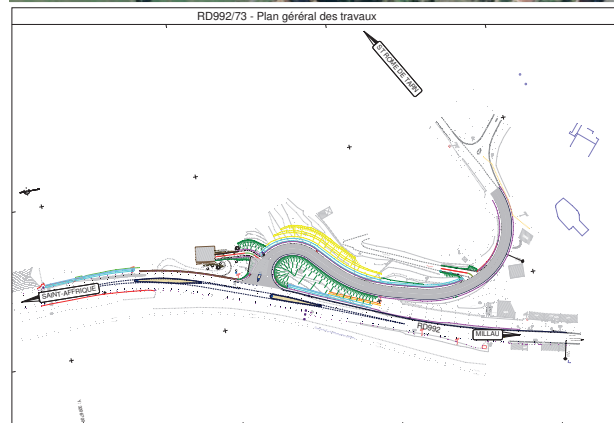 RD992/73 - Plan géréral des travaux
ST ROME DE TARN
SAINT-AFFRIQUE
RD992
MILLAU